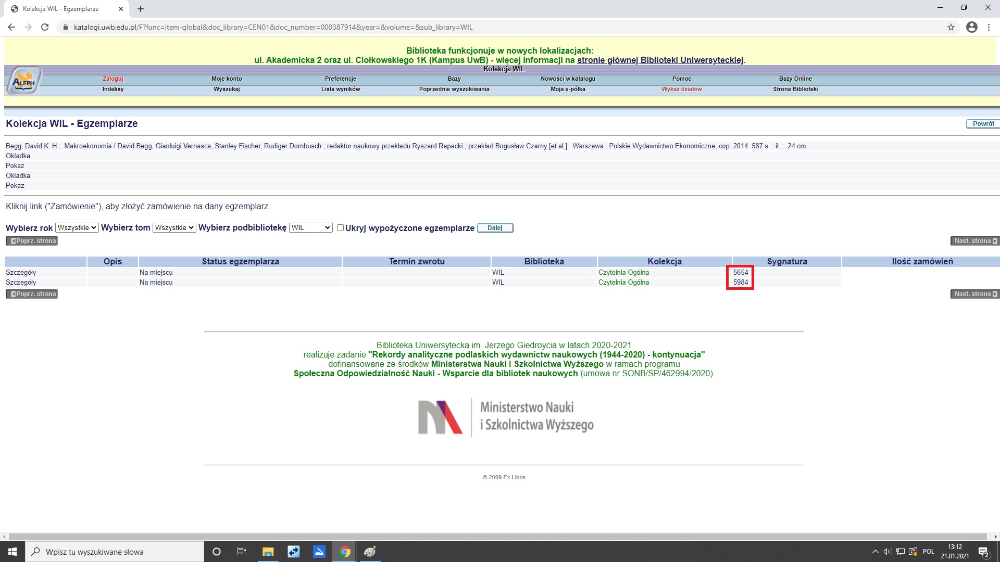 Kolekcja WIL - Egzemplarze
katalogi.uwb.edu.pl/F?func=item-global&doc_library=CEN01&doc_number=000387914&year=&volume=&sub_library=WIL
Biblioteka funkcjonuje w nowych lokalizacjach:
ul. Akademicka 2 oraz ul. Ciołkowskiego 1K (Kampus UwB) - więcej informacji na stronie głównej Biblioteki Uniwersyteckiej.
Kolekcja WIL
ALEPH
Zaloguj Moje konto Preferencje Bazy Nowości w katalogu Pomoc Bazy Online
Indeksy Wyszukaj Lista wyników Poprzednie wyszukiwania Moja e-półka Wykaz działów Strona Biblioteki
Kolekcja WIL - Egzemplarze
Powrót
Begg, David K. H.: Makroekonomia / David Begg, Gianluigi Vernasca, Stanley Fischer, Rudiger Dornbusch ; redaktor naukowy przekładu Ryszard Rapacki ; przekład Bogusław Czarny [et al.]. Warszawa : Polskie Wydawnictwo Ekonomiczne, cop. 2014. 587 s. : il. ; 24 cm.
Okladka
Pokaz
Okladka
Pokaz
Kliknij link ("Zamówienie"), aby złożyć zamówienie na dany egzemplarz.
Wybierz rok Wszystkie Wybierz tom Wszystkie Wybierz podbibliotekę WIL Ukryj wypożyczone egzemplarze Dalej
Poprz. strona Nast. strona
Opis Status egzemplarza Termin zwrotu Biblioteka Kolekcja Sygnatura Ilość zamówień
Szczegóły Na miejscu WIL Czytelnia Ogólna 5654
Szczegóły Na miejscu WIL Czytelnia Ogólna 5984
Poprz. strona Nast. strona
Biblioteka Uniwersytecka im. Jerzego Giedroycia w latach 2020-2021
realizuje zadanie "Rekordy analityczne podlaskich wydawnictw naukowych (1944-2020) - kontynuacja"
dofinansowane ze środków Ministerstwa Nauki i Szkolnictwa Wyższego w ramach programu
Społeczna Odpowiedzialność Nauki - Wsparcie dla bibliotek naukowych (umowa nr SONB/SP/462994/2020).
Ministerstwo Nauki
i Szkolnictwa Wyższego
© 2009 Ex Libris
Wpisz tu wyszukiwane słowa
POL
13:12
21.01.2021
2